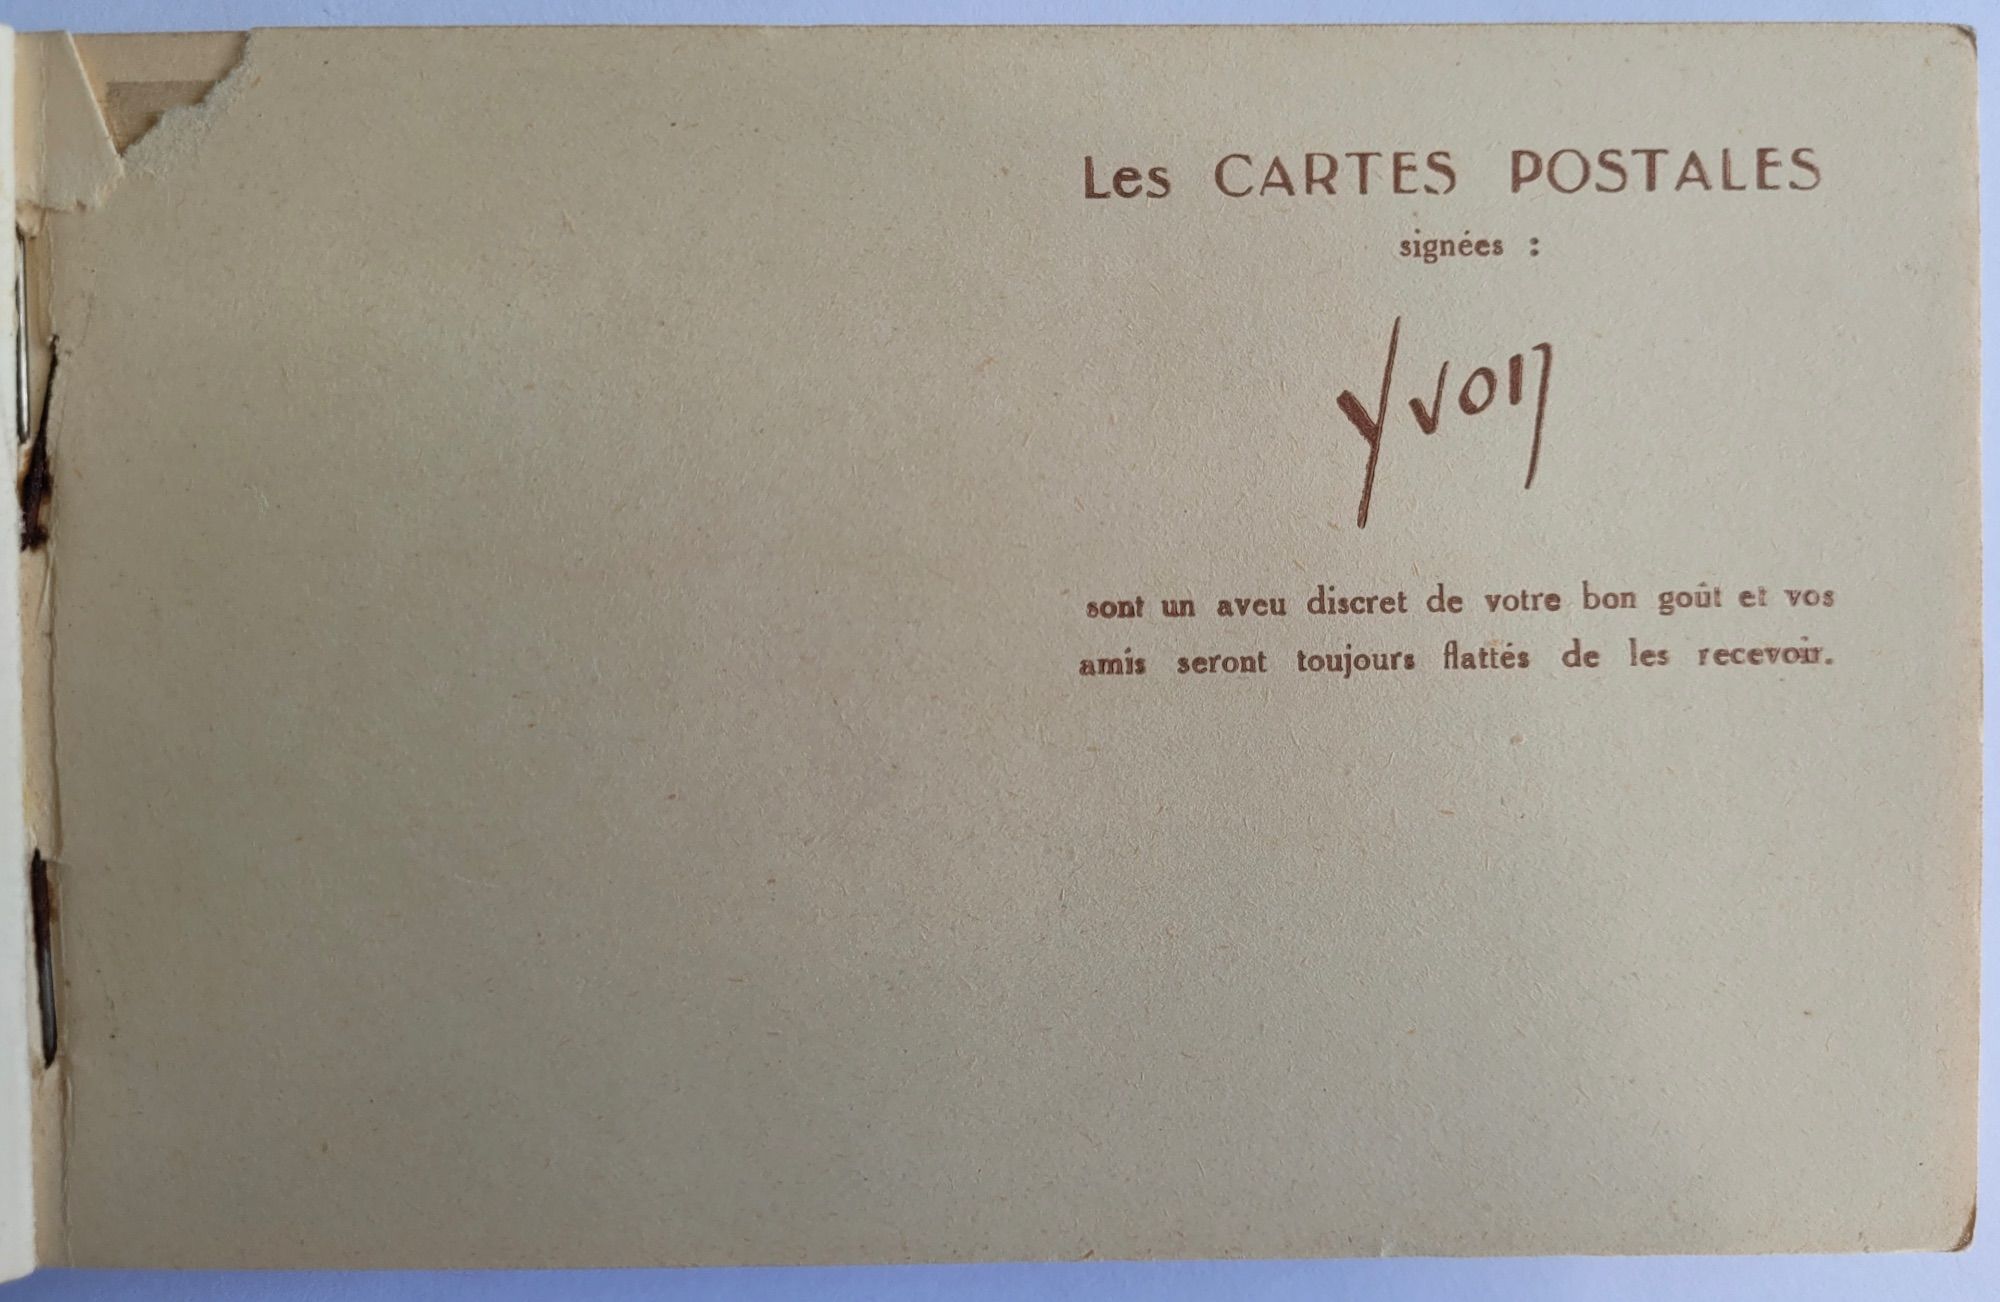 Les CARTES POSTALES
signées :
yvon
sont un aveu discret de votre bon goût et vos
amis seront toujours flattés de les recevoir.